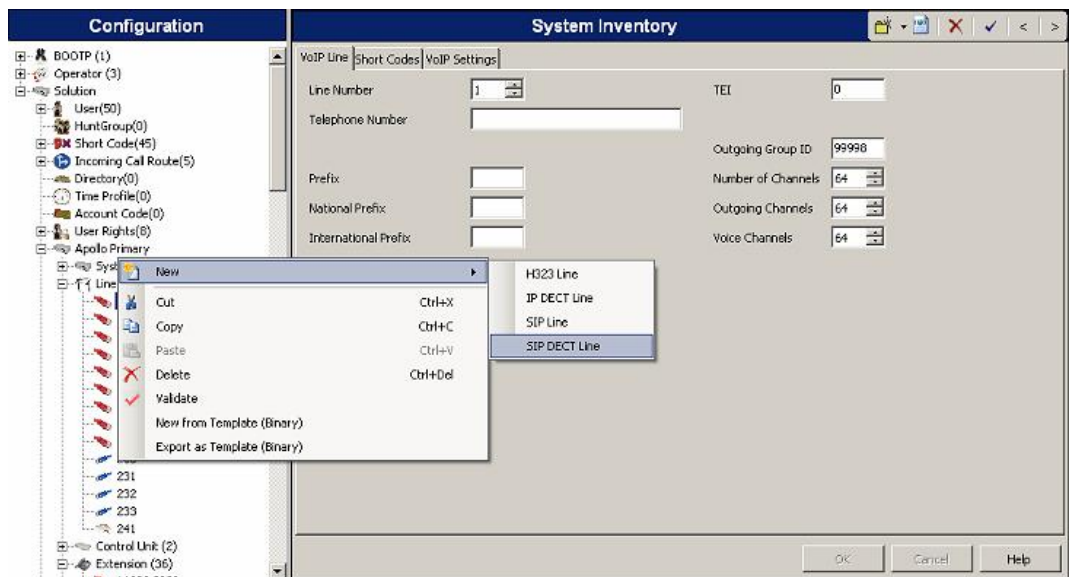 Configuration
System Inventory
BOOTP (1)
Operator (3)
Solution
User(50)
HuntGroup(0)
Short Code(45)
Incoming Call Route(5)
Directory(0)
Time Profile(0)
Account Code(0)
User Rights(8)
Apollo Primary
Syst
Line
231
232
233
241
Control Unit (2)
Extension (36)
New
Cut Ctrl+X
Copy Ctrl+C
Paste Ctrl+V
Delete Ctrl+Del
Validate
New from Template (Binary)
Export as Template (Binary)
H323 Line
IP DECT Line
SIP Line
SIP DECT Line
VoIP Line Short Codes VoIP Settings
Line Number 1 TEI 0
Telephone Number
Outgoing Group ID 99998
Prefix Number of Channels 64
National Prefix Outgoing Channels 64
International Prefix Voice Channels 64
OK Cancel Help